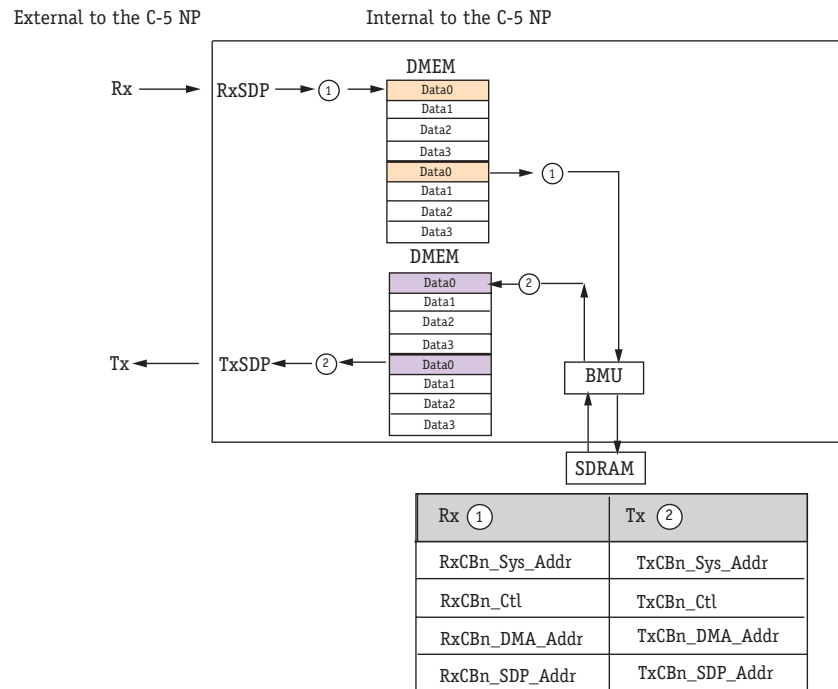 External to the C-5 NP
Internal to the C-5 NP
DMEM
Rx
RxSDP
1
Data0
Data1
Data2
Data3
Data0
1
Data1
Data2
Data3
DMEM
Data0
2
Data1
Data2
Data3
Tx
TxSDP
2
Data0
BMU
Data1
Data2
Data3
SDRAM
Rx 1
Tx 2
RxCBn_Sys_Addr
TxCBn_Sys_Addr
RxCBn_Ctl
TxCBn_Ctl
RxCBn_DMA_Addr
TxCBn_DMA_Addr
RxCBn_SDP_Addr
TxCBn_SDP_Addr